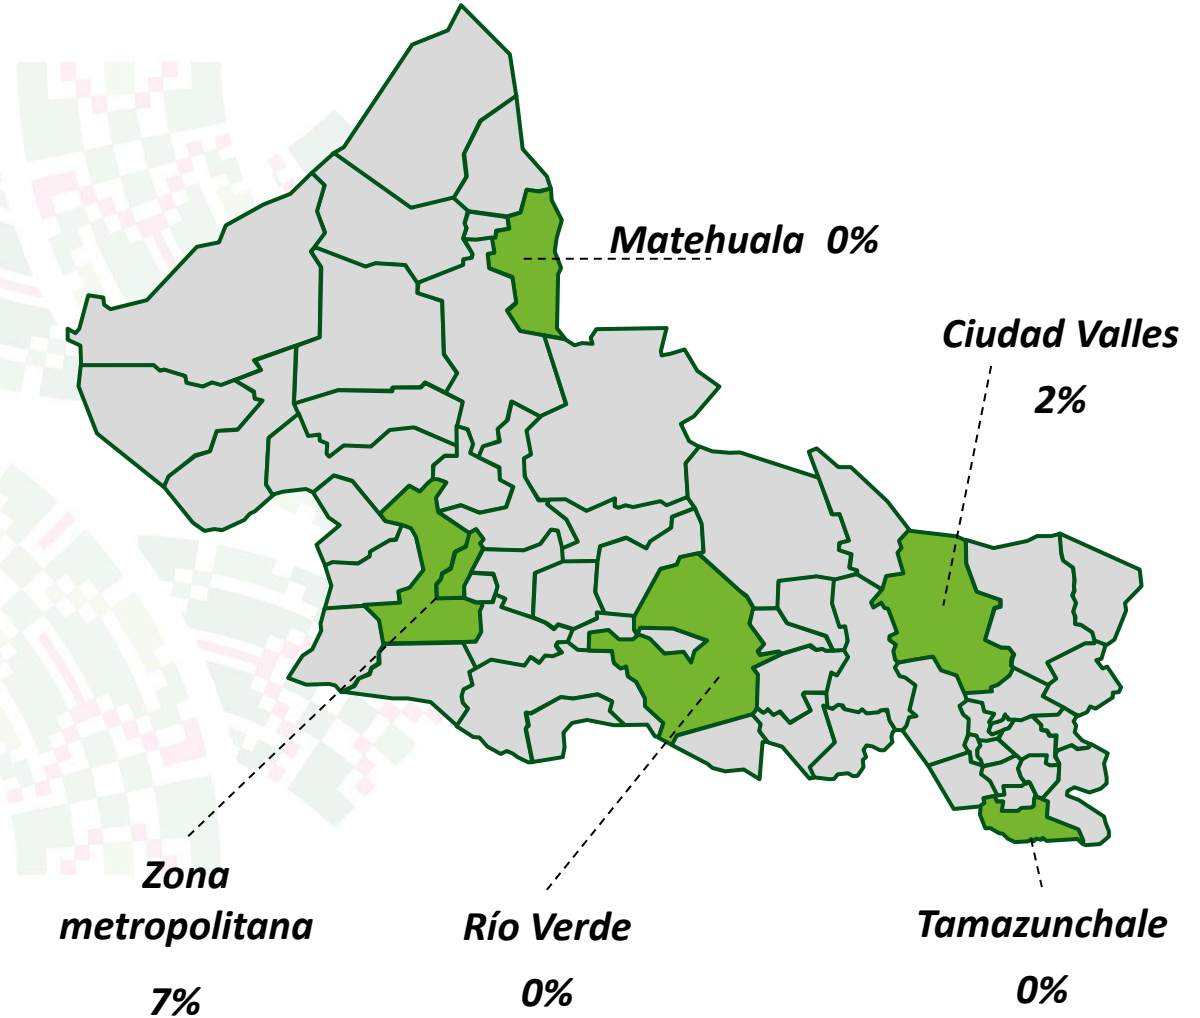 Matehuala 0%
Ciudad Valles
2%
Zona
metropolitana
7%
Río Verde
0%
Tamazunchale
0%